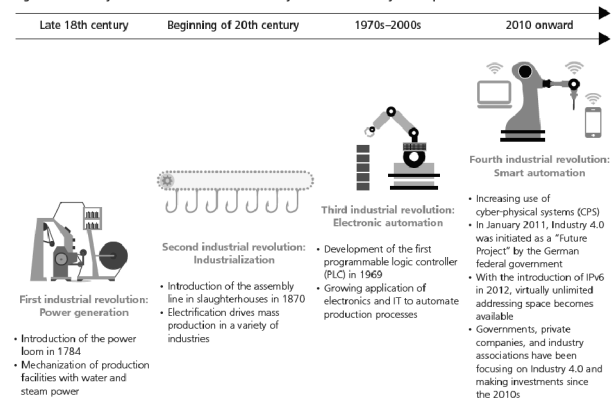 Late 18th century
Beginning of 20th century
1970s–2000s
2010 onward
First industrial revolution:
Power generation
• Introduction of the power
loom in 1784
• Mechanization of production
facilities with water and
steam power
Second industrial revolution:
Industrialization
• Introduction of the assembly
line in slaughterhouses in 1870
• Electrification drives mass
production in a variety of
industries
Third industrial revolution:
Electronic automation
• Development of the first
programmable logic controller
(PLC) in 1969
• Growing application of
electronics and IT to automate
production processes
Fourth industrial revolution:
Smart automation
• Increasing use of
cyber-physical systems (CPS)
• In January 2011, Industry 4.0
was initiated as a “Future
Project” by the German
federal government
• With the introduction of IPv6
in 2012, virtually unlimited
addressing space becomes
available
• Governments, private
companies, and industry
associations have been
focusing on Industry 4.0 and
making investments since
the 2010s